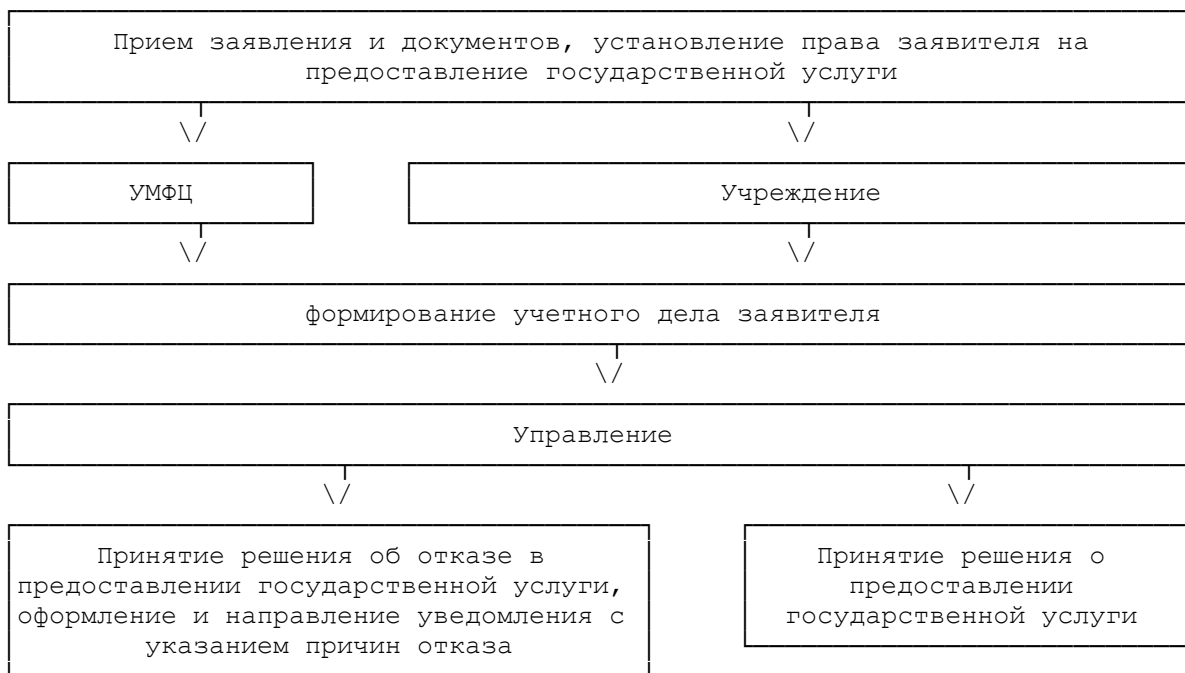 Прием заявления и документов, установление права заявителя на
предоставление государственной услуги
\/ \/
УМФЦ Учреждение
\/ \/
формирование учетного дела заявителя
\/
Управление
\/ \/
Принятие решения об отказе в
предоставлении государственной услуги,
оформление и направление уведомления с
указанием причин отказа
Принятие решения о
предоставлении
государственной услуги